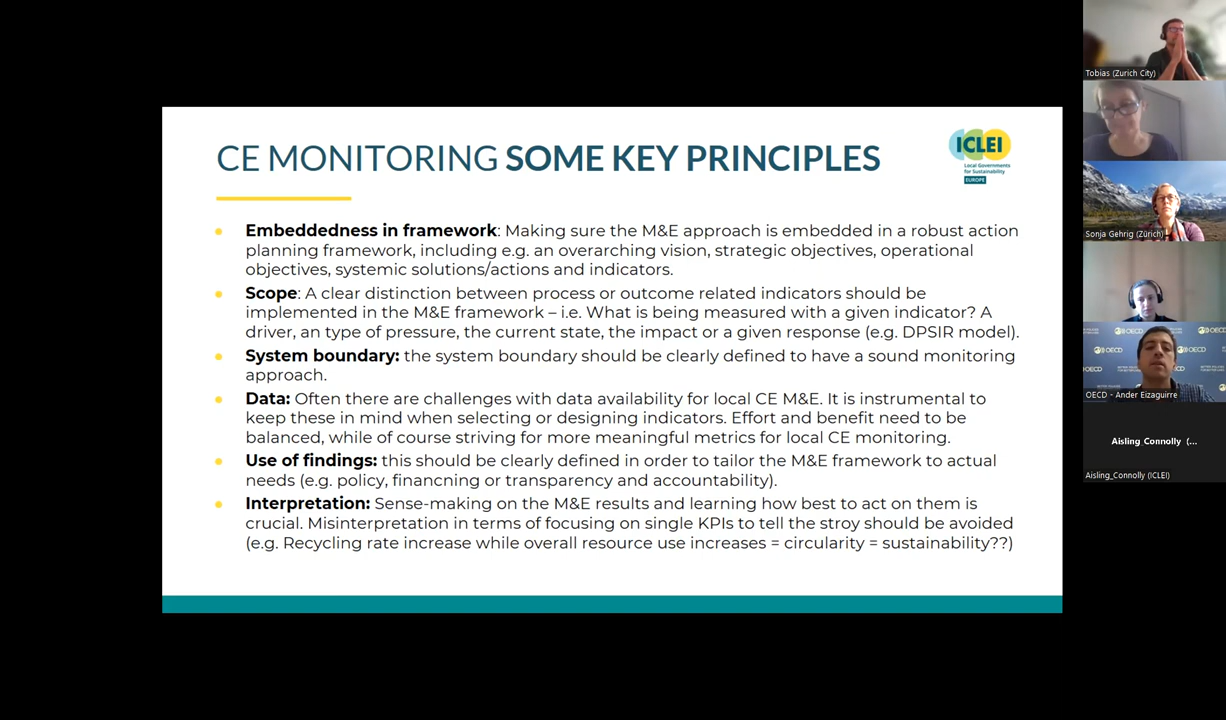 CE MONITORING SOME KEY PRINCIPLES
ICLEI
Local Governments
for Sustainability
EUROPE
Embeddedness in framework: Making sure the M&E approach is embedded in a robust action
planning framework, including e.g. an overarching vision, strategic objectives, operational
objectives, systemic solutions/actions and indicators.
Scope: A clear distinction between process or outcome related indicators should be
implemented in the M&E framework – i.e. What is being measured with a given indicator? A
driver, an type of pressure, the current state, the impact or a given response (e.g. DPSIR model).
System boundary: the system boundary should be clearly defined to have a sound monitoring
approach.
Data: Often there are challenges with data availability for local CE M&E. It is instrumental to
keep these in mind when selecting or designing indicators. Effort and benefit need to be
balanced, while of course striving for more meaningful metrics for local CE monitoring.
Use of findings: this should be clearly defined in order to tailor the M&E framework to actual
needs (e.g. policy, financning or transparency and accountability).
Interpretation: Sense-making on the M&E results and learning how best to act on them is
crucial. Misinterpretation in terms of focusing on single KPIs to tell the stroy should be avoided
(e.g. Recycling rate increase while overall resource use increases = circularity = sustainability??)
Tobias (Zurich City)
Sonja Gehrig (Zürich)
OECD
OECD
OECD - Ander Eizaguirre
Aisling Connolly (...
Aisling_Connolly (ICLEI)